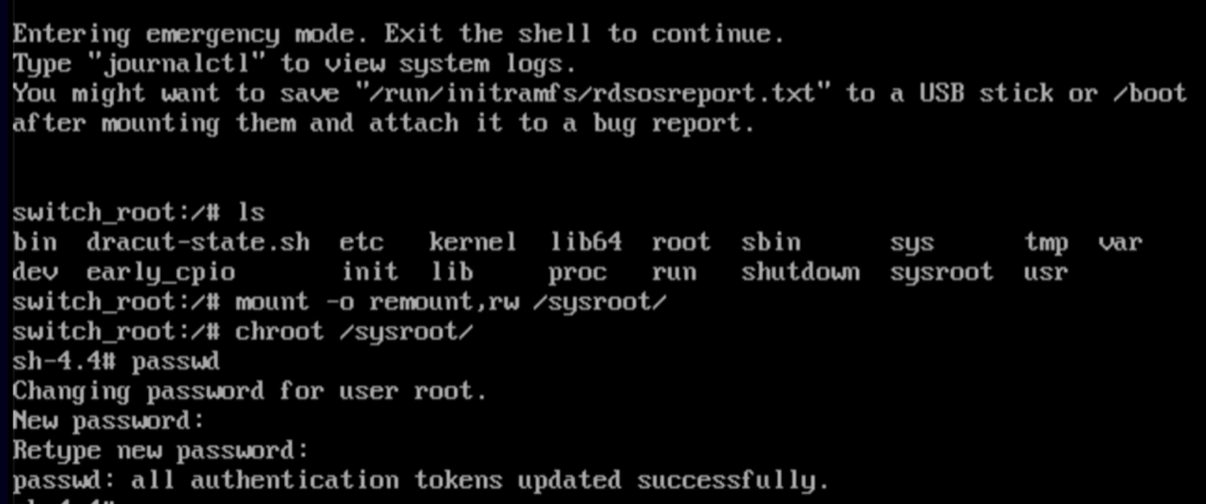 Entering emergency mode. Exit the shell to continue.
Type "journalctl" to view system logs.
You might want to save "/run/initramfs/rdsosreport.txt" to a USB stick or /boot
after mounting them and attach it to a bug report.
switch_root:/# ls
bin  dracut-state.sh  etc   kernel  lib64  root  sbin      sys      tmp  var
dev  early_cpio       init  lib     proc   run   shutdown  sysroot  usr
switch_root:/# mount -o remount,rw /sysroot/
switch_root:/# chroot /sysroot/
sh-4.4# passwd
Changing password for user root.
New password:
Retype new password:
passwd: all authentication tokens updated successfully.